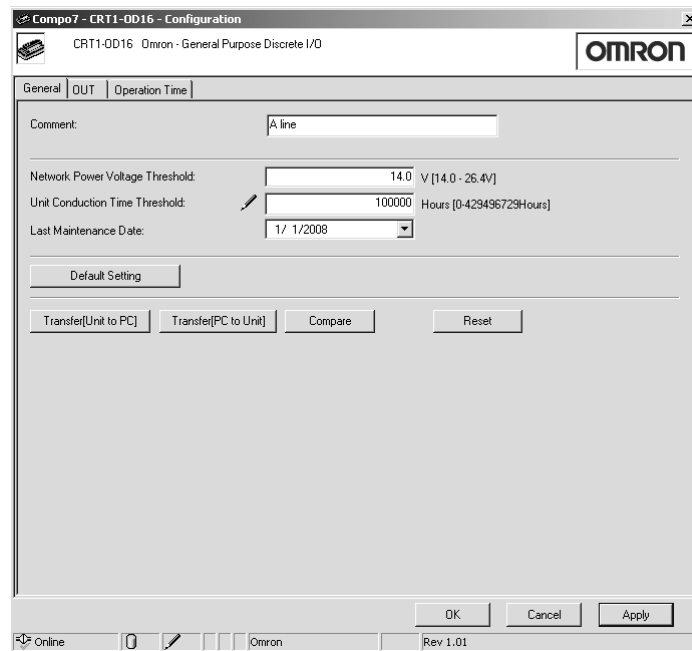 Compo7 - CRT1-OD16 - Configuration
CRT1-OD16 Omron - General Purpose Discrete I/O
OMRON
General OUT Operation Time
Comment: A line
Network Power Voltage Threshold: 14.0 V [14.0 - 26.4V]
Unit Conduction Time Threshold: 100000 Hours [0-429496729Hours]
Last Maintenance Date: 1/ 1/2008
Default Setting
Transfer[Unit to PC] Transfer[PC to Unit] Compare Reset
OK Cancel Apply
Online Omron Rev 1.01